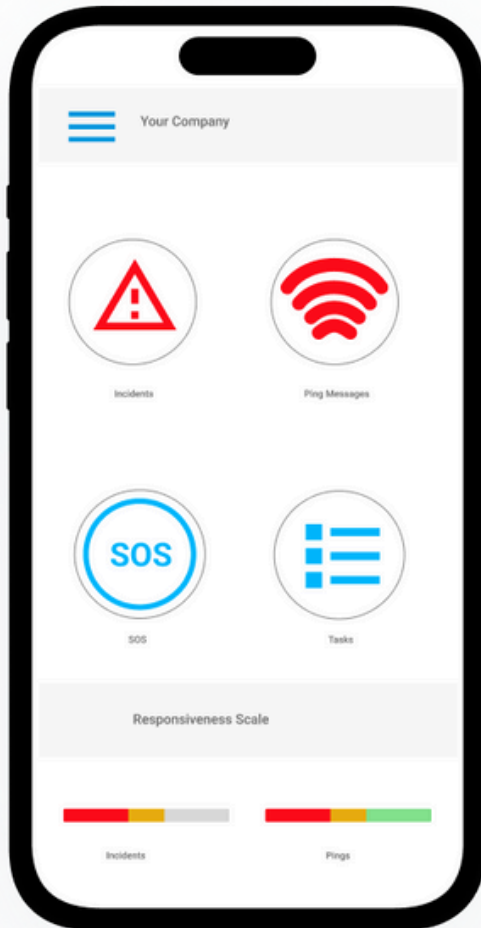 Your Company
Incidents
Ping Messages
SOS
SOS
Tasks
Responsiveness Scale
Incidents
Pings